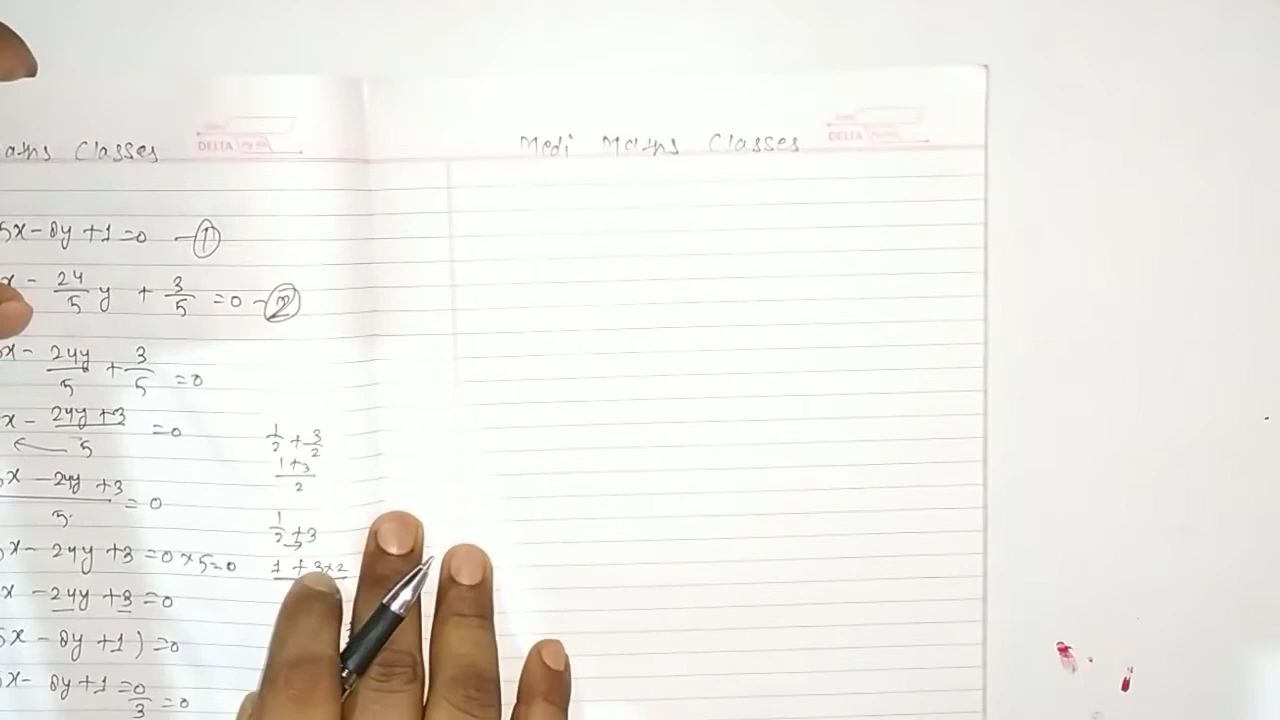 aths Classes
DELTA
5x - 8y + 1 = 0 - ①
x - 24/5 y + 3/5 = 0 - ②
x - 24y/5 + 3/5 = 0
x - 24y + 3/5 = 0
x - 24y + 3/5 = 0
x - 24y + 3 = 0 × 5 = 0
x - 24y + 3 = 0
5x - 8y + 1 ) = 0
x - 8y + 1 = 0/3 = 0
1/2 + 3/2
1+3/2
1/2 + 3
1 + 3×2
Medi Maths Classes
DELTA